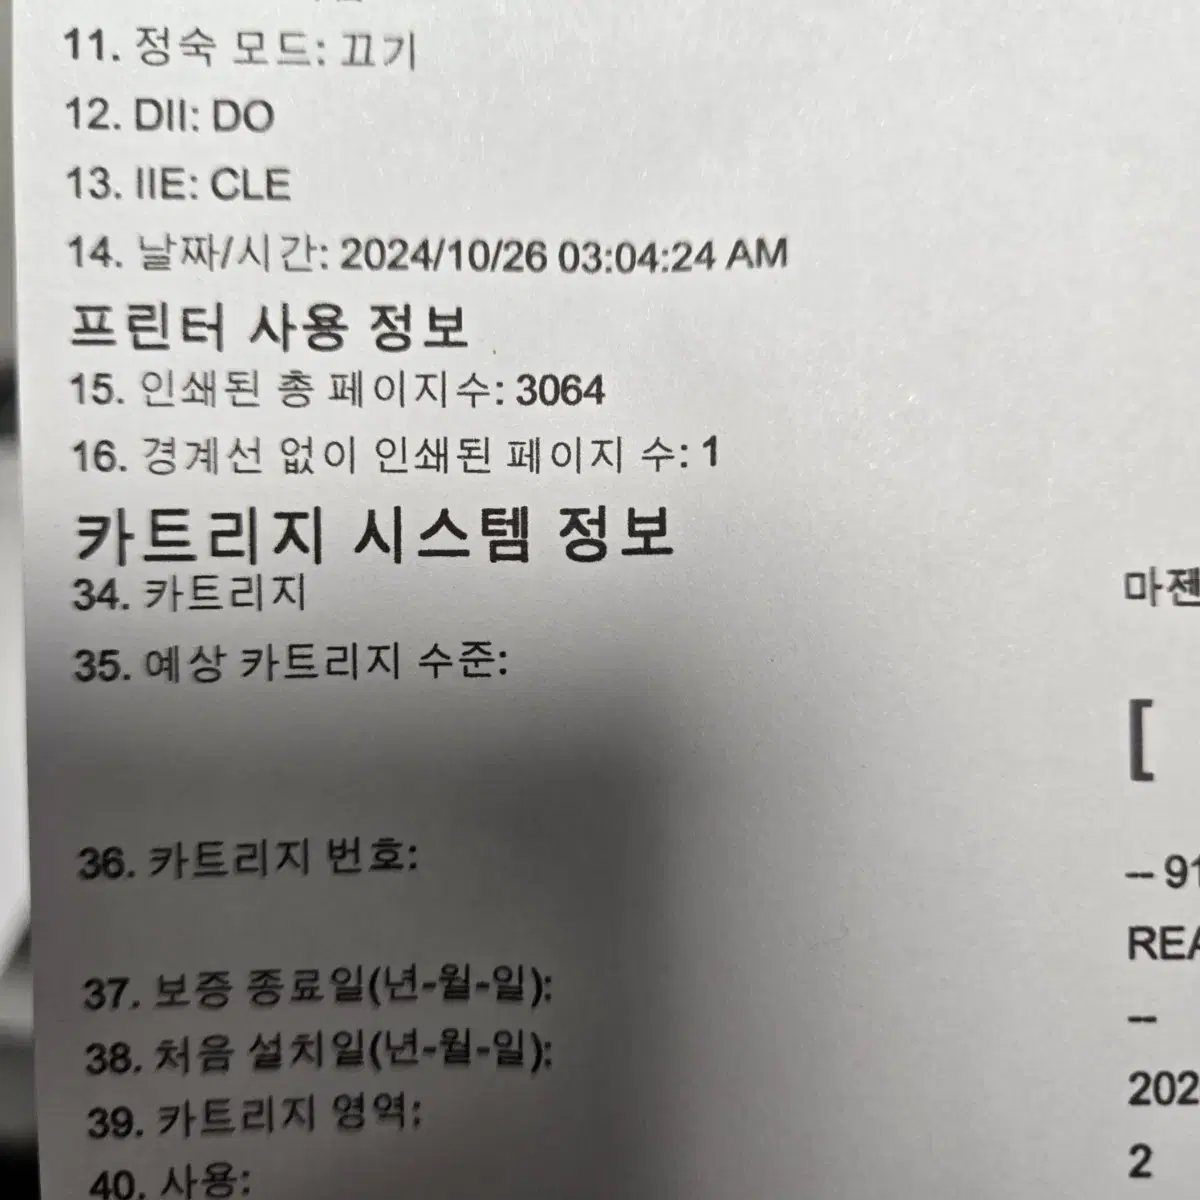 11. 정숙 모드: 끄기
12. DII: DO
13. IIE: CLE
14. 날짜/시간: 2024/10/26 03:04:24 AM
프린터 사용 정보
15. 인쇄된 총 페이지수: 3064
16. 경계선 없이 인쇄된 페이지 수: 1
카트리지 시스템 정보
34. 카트리지 마젠
35. 예상 카트리지 수준:
[
36. 카트리지 번호: -- 91
REA
37. 보증 종료일(년-월-일): --
38. 처음 설치일(년-월-일): 202
39. 카트리지 영역: 2
40. 사용: